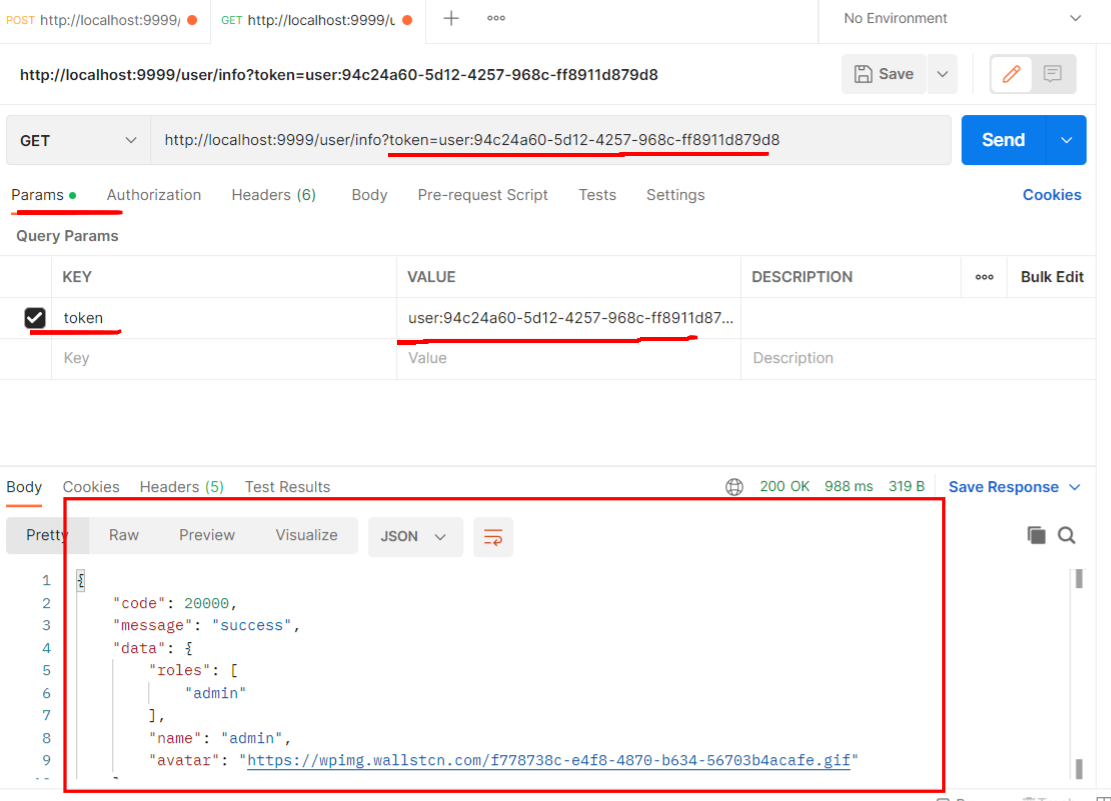 POST http://localhost:9999/ GET http://localhost:9999/u No Environment
http://localhost:9999/user/info?token=user:94c24a60-5d12-4257-968c-ff8911d879d8 Save
GET http://localhost:9999/user/info?token=user:94c24a60-5d12-4257-968c-ff8911d879d8 Send
Params Authorization Headers (6) Body Pre-request Script Tests Settings Cookies
Query Params
KEY VALUE DESCRIPTION Bulk Edit
token user:94c24a60-5d12-4257-968c-ff8911d87...
Key Value Description
Body Cookies Headers (5) Test Results 200 OK 988 ms 319 B Save Response
Pretty Raw Preview Visualize JSON
1 {
2 "code": 20000,
3 "message": "success",
4 "data": {
5 "roles": [
6 "admin"
7 ],
8 "name": "admin",
9 "avatar": "https://wpimg.wallstcn.com/f778738c-e4f8-4870-b634-56703b4acafe.gif"